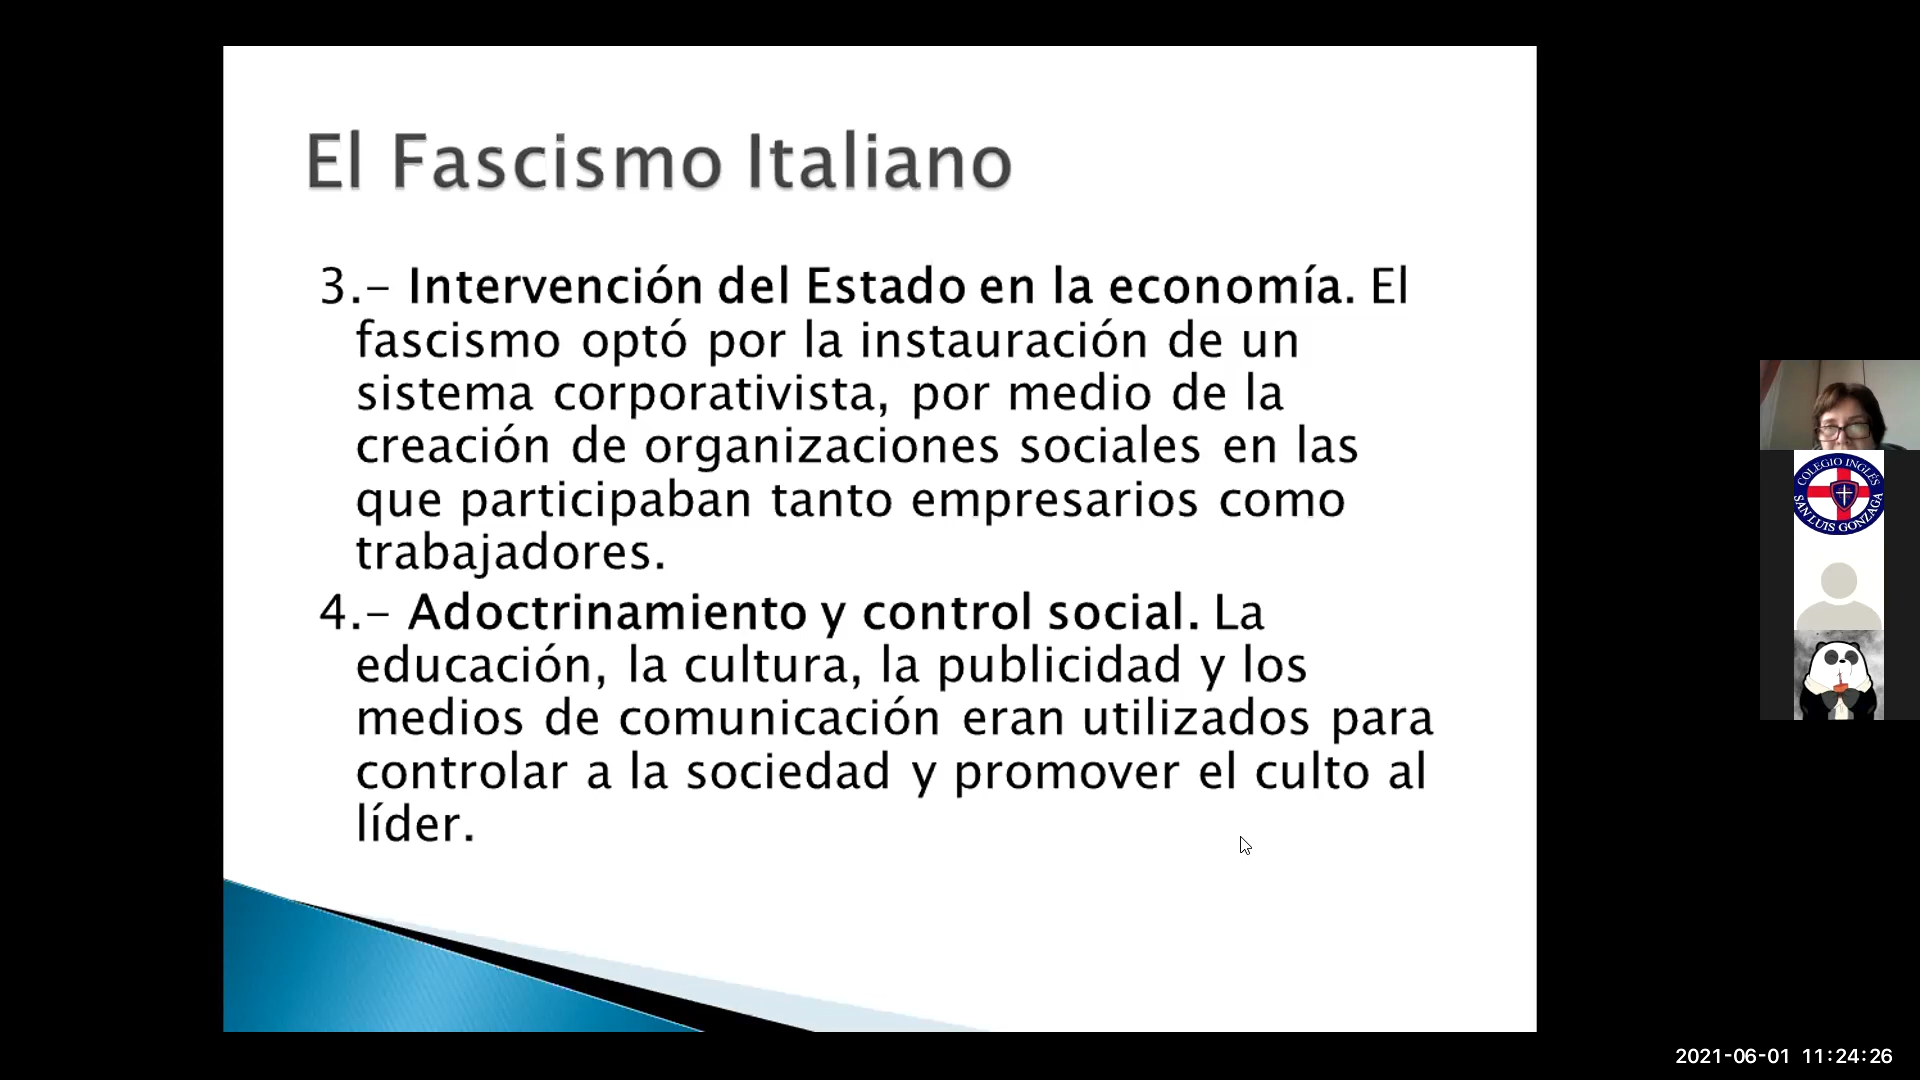 El Fascismo Italiano
3.- Intervención del Estado en la economía. El
fascismo optó por la instauración de un
sistema corporativista, por medio de la
creación de organizaciones sociales en las
que participaban tanto empresarios como
trabajadores.
4.- Adoctrinamiento y control social. La
educación, la cultura, la publicidad y los
medios de comunicación eran utilizados para
controlar a la sociedad y promover el culto al
líder.
COLEGIO INGLÉS
SAN LUIS GONZAGA
2021-06-01 11:24:26